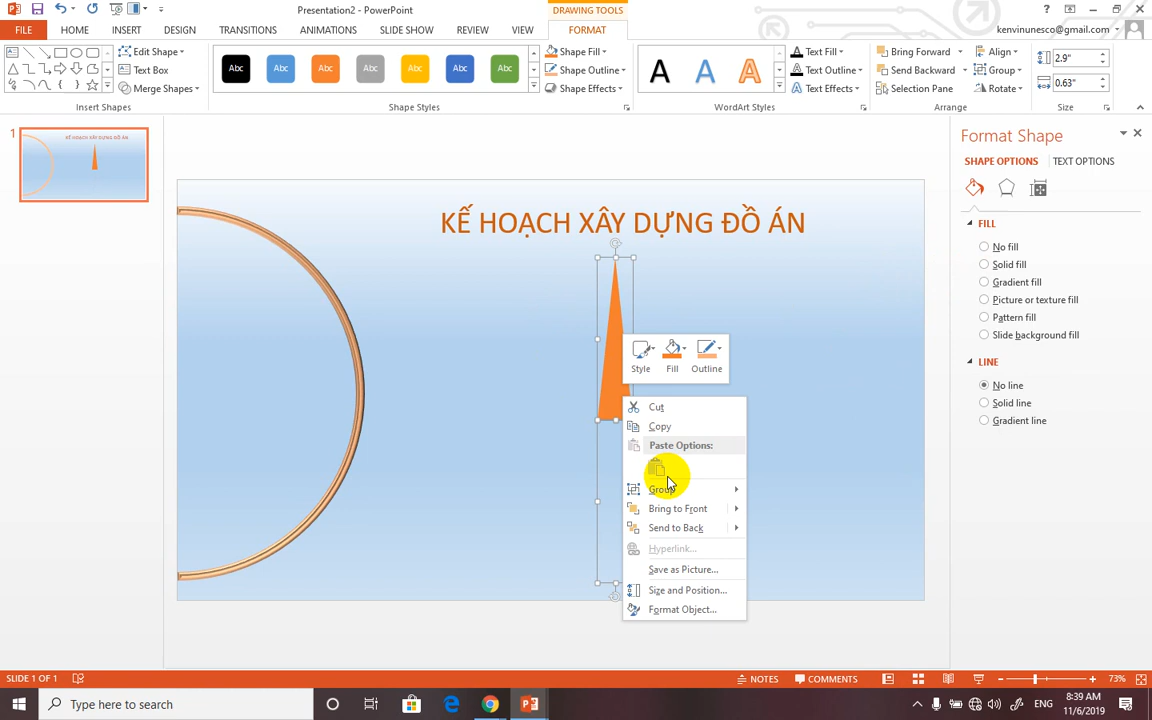 Presentation2 - PowerPoint
DRAWING TOOLS
?
FILE
HOME
INSERT
DESIGN
TRANSITIONS
ANIMATIONS
SLIDE SHOW
REVIEW
VIEW
FORMAT
kenvinunesco@gmail.com
Edit Shape
Text Box
Merge Shapes
Insert Shapes
Abc Abc Abc Abc Abc Abc Abc
Shape Styles
Shape Fill
Shape Outline
Shape Effects
A A A
WordArt Styles
Text Fill
Text Outline
Text Effects
Bring Forward
Send Backward
Selection Pane
Align
Group
Rotate
Arrange
2.9"
0.63"
Size
1
KẾ HOẠCH XÂY DỰNG ĐỒ ÁN
KẾ HOẠCH XÂY DỰNG ĐỒ ÁN
Style
Fill
Outline
Cut
Copy
Paste Options:
Group
Bring to Front
Send to Back
Hyperlink...
Save as Picture...
Size and Position...
Format Object...
Format Shape
SHAPE OPTIONS
TEXT OPTIONS
FILL
No fill
Solid fill
Gradient fill
Picture or texture fill
Pattern fill
Slide background fill
LINE
No line
Solid line
Gradient line
SLIDE 1 OF 1
NOTES
COMMENTS
73%
Type here to search
ENG
8:39 AM
11/6/2019